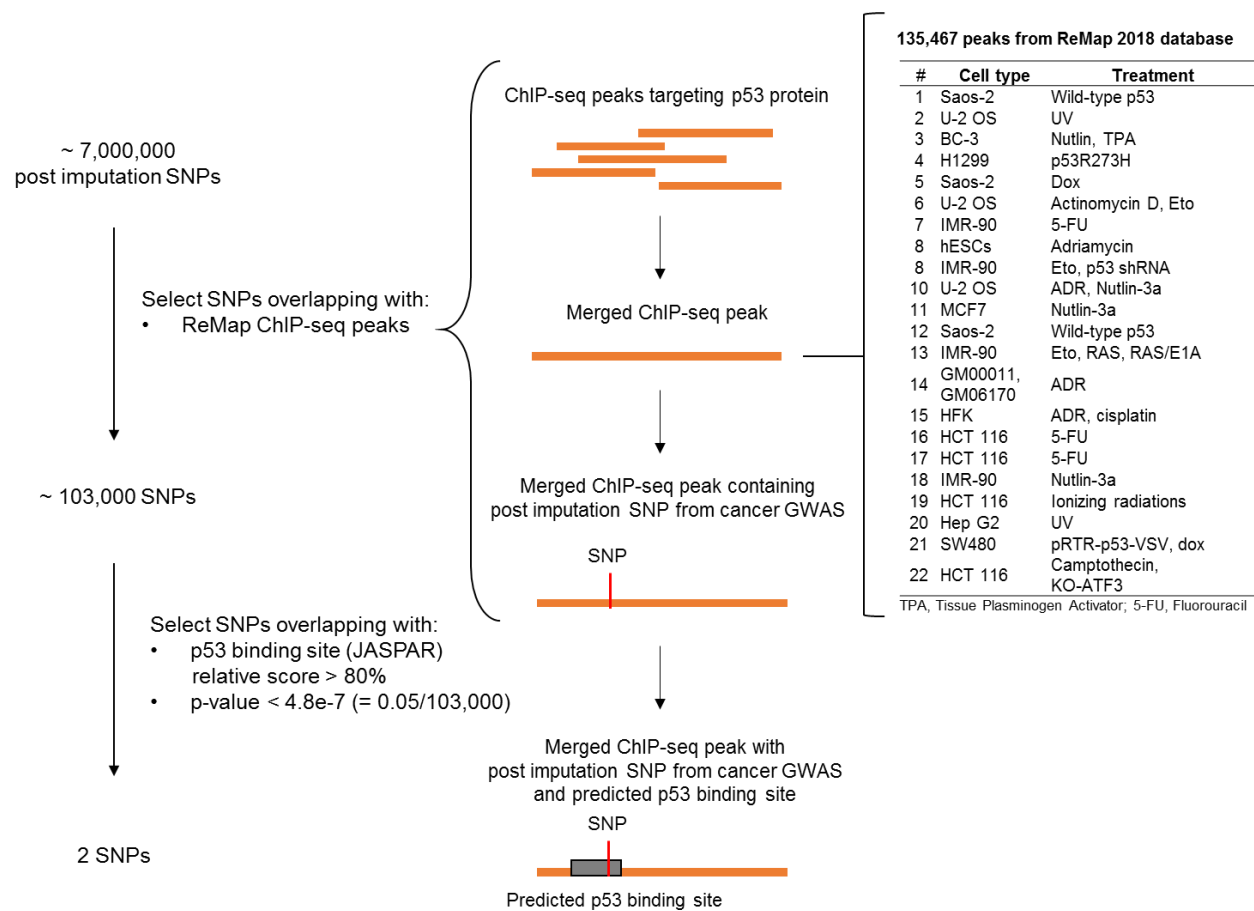 ~ 7,000,000
post imputation SNPs
Select SNPs overlapping with:
• ReMap ChIP-seq peaks
~ 103,000 SNPs
Select SNPs overlapping with:
• p53 binding site (JASPAR)
relative score > 80%
• p-value < 4.8e-7 (= 0.05/103,000)
2 SNPs
ChIP-seq peaks targeting p53 protein
Merged ChIP-seq peak
Merged ChIP-seq peak containing
post imputation SNP from cancer GWAS
SNP
Merged ChIP-seq peak with
post imputation SNP from cancer GWAS
and predicted p53 binding site
SNP
Predicted p53 binding site
135,467 peaks from ReMap 2018 database
# Cell type Treatment
1 Saos-2 Wild-type p53
2 U-2 OS UV
3 BC-3 Nutlin, TPA
4 H1299 p53R273H
5 Saos-2 Dox
6 U-2 OS Actinomycin D, Eto
7 IMR-90 5-FU
8 hESCs Adriamycin
8 IMR-90 Eto, p53 shRNA
10 U-2 OS ADR, Nutlin-3a
11 MCF7 Nutlin-3a
12 Saos-2 Wild-type p53
13 IMR-90 Eto, RAS, RAS/E1A
14 GM00011,
GM06170 ADR
15 HFK ADR, cisplatin
16 HCT 116 5-FU
17 HCT 116 5-FU
18 IMR-90 Nutlin-3a
19 HCT 116 Ionizing radiations
20 Hep G2 UV
21 SW480 pRTR-p53-VSV, dox
22 HCT 116 Camptothecin,
KO-ATF3
TPA, Tissue Plasminogen Activator; 5-FU, Fluorouracil